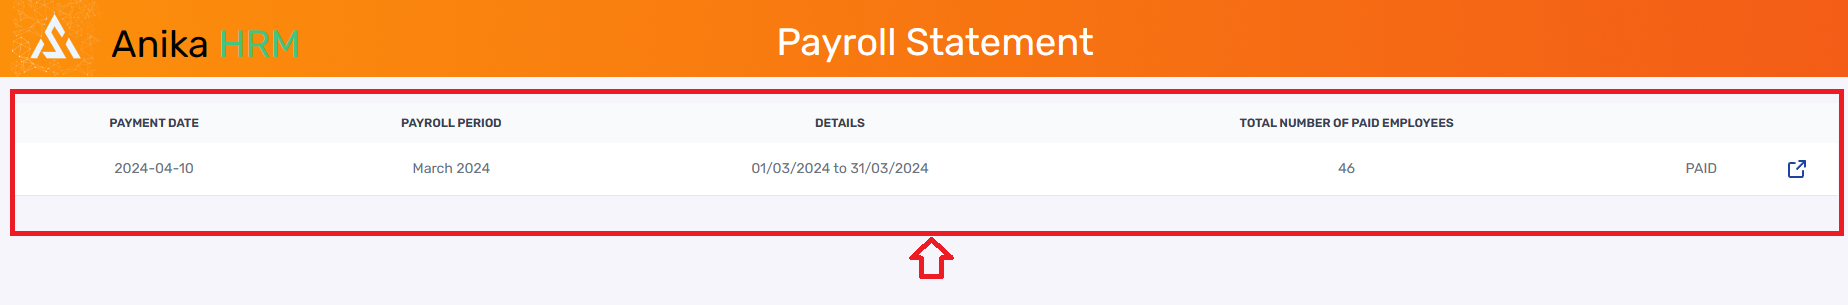 Anika HRM
Payroll Statement
PAYMENT DATE PAYROLL PERIOD DETAILS TOTAL NUMBER OF PAID EMPLOYEES
2024-04-10 March 2024 01/03/2024 to 31/03/2024 46 PAID